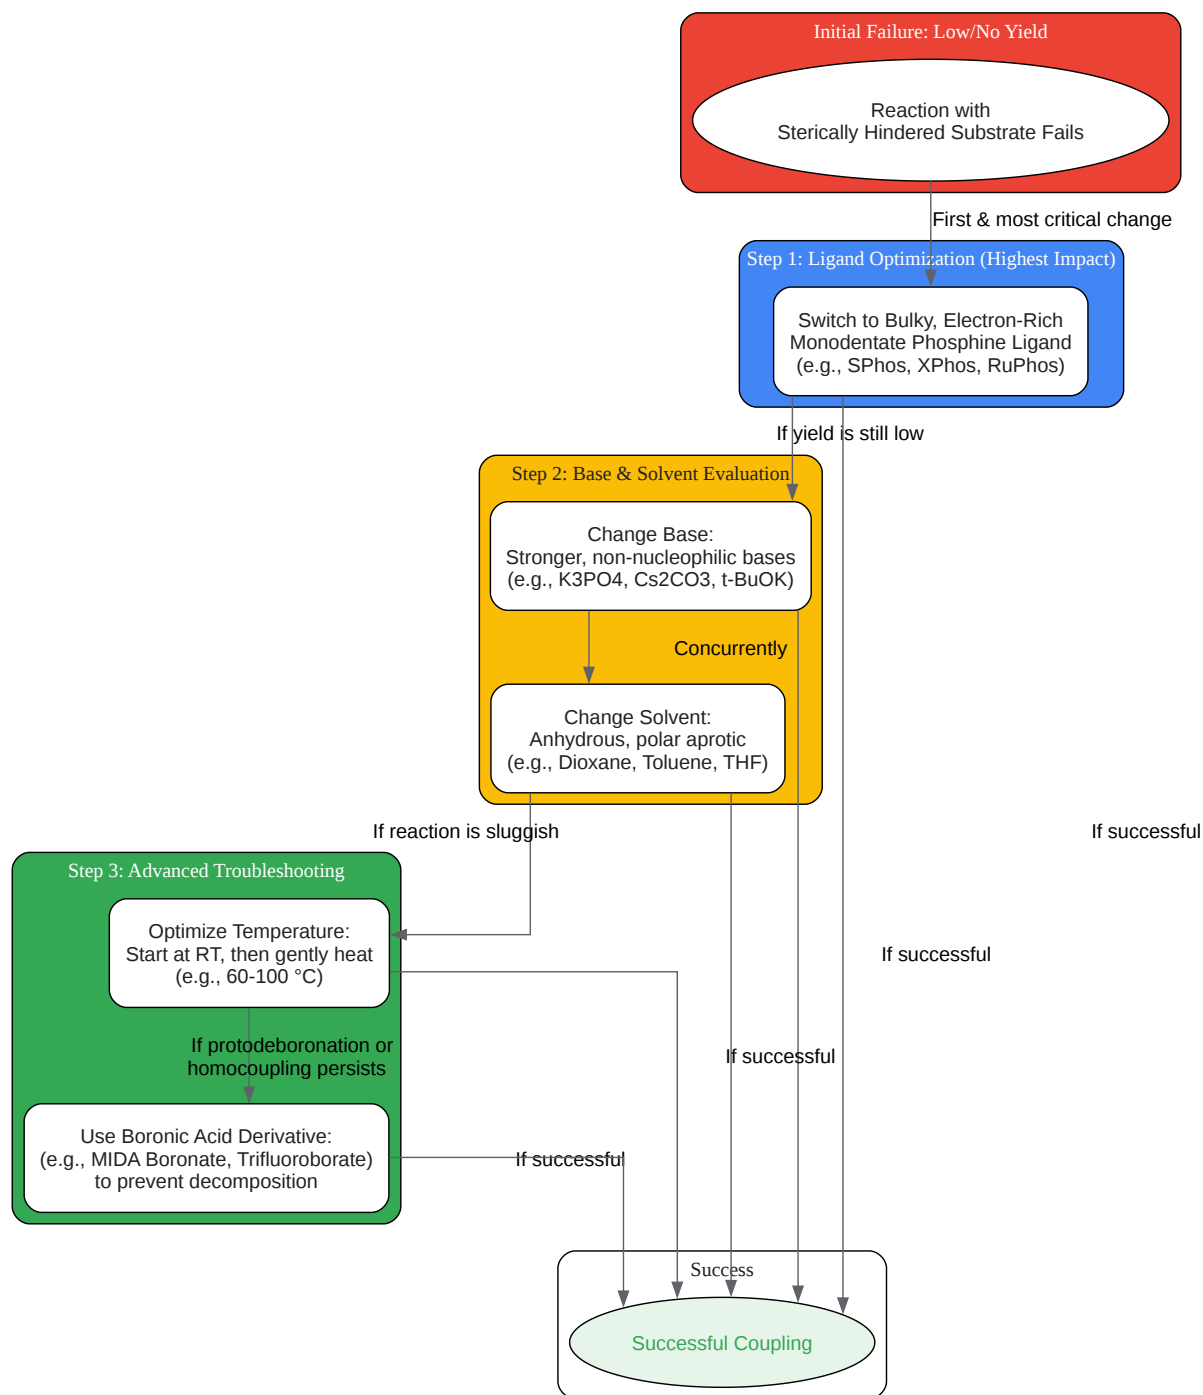 Initial Failure: Low/No Yield
Reaction with
Sterically Hindered Substrate Fails
First & most critical change
Step 1: Ligand Optimization (Highest Impact)
Switch to Bulky, Electron-Rich
Monodentate Phosphine Ligand
(e.g., SPhos, XPhos, RuPhos)
If yield is still low
Step 2: Base & Solvent Evaluation
Change Base:
Stronger, non-nucleophilic bases
(e.g., K3PO4, Cs2CO3, t-BuOK)
Concurrently
Change Solvent:
Anhydrous, polar aprotic
(e.g., Dioxane, Toluene, THF)
If reaction is sluggish
If successful
Step 3: Advanced Troubleshooting
Optimize Temperature:
Start at RT, then gently heat
(e.g., 60-100 °C)
If successful
If protodeboronation or
homocoupling persists
If successful
Use Boronic Acid Derivative:
(e.g., MIDA Boronate, Trifluoroborate)
to prevent decomposition
If successful
Success
Successful Coupling